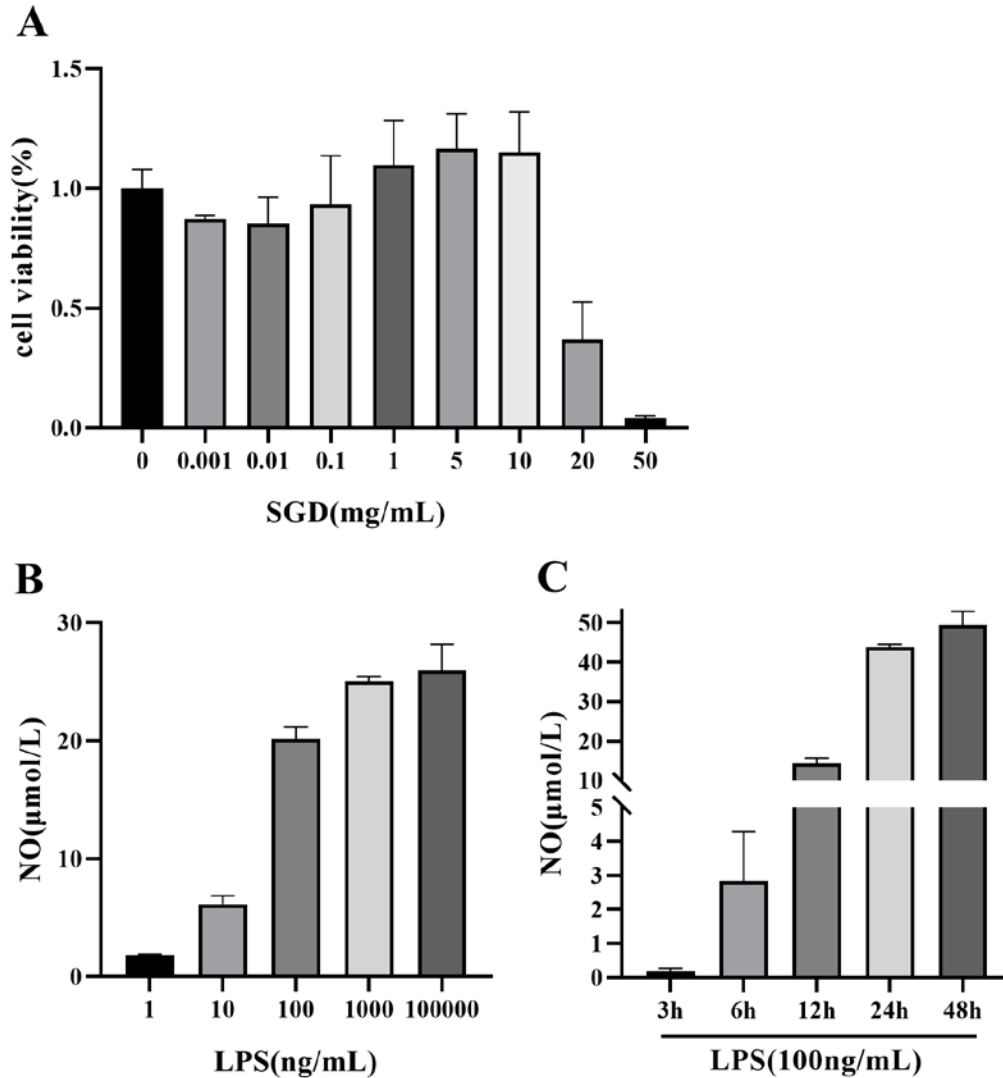 A
cell viability(%)
1.5
1.0
0.5
0.0
0 0.001 0.01 0.1 1 5 10 20 50
SGD(mg/mL)
B
NO(μmol/L)
30
20
10
0
1 10 100 1000 100000
LPS(ng/mL)
C
NO(μmol/L)
50
40
30
20
10
5
4
3
2
1
0
3h 6h 12h 24h 48h
LPS(100ng/mL)